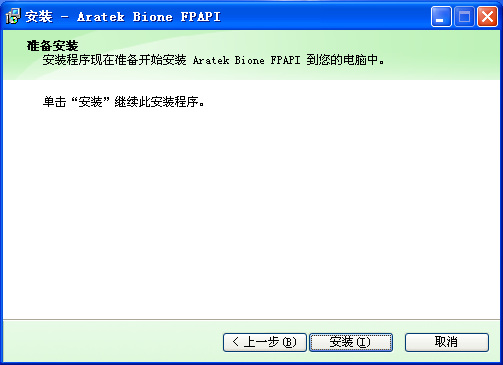 安装 - Aratek Bione FPAPI
准备安装
安装程序现在准备开始安装 Aratek Bione FPAPI 到您的电脑中。
单击“安装”继续此安装程序。
< 上一步(B)
安装(I)
取消